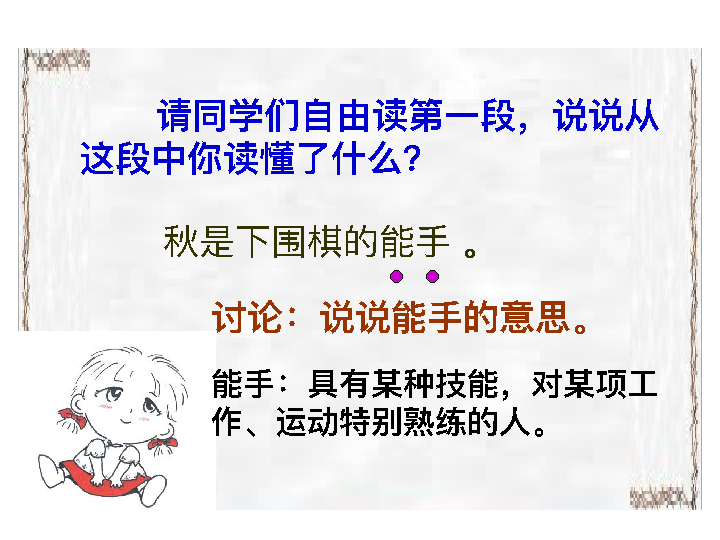 请同学们自由读第一段，说说从
这段中你读懂了什么？
秋是下围棋的能手 。
讨论：说说能手的意思。
能手：具有某种技能，对某项工
作、运动特别熟练的人。